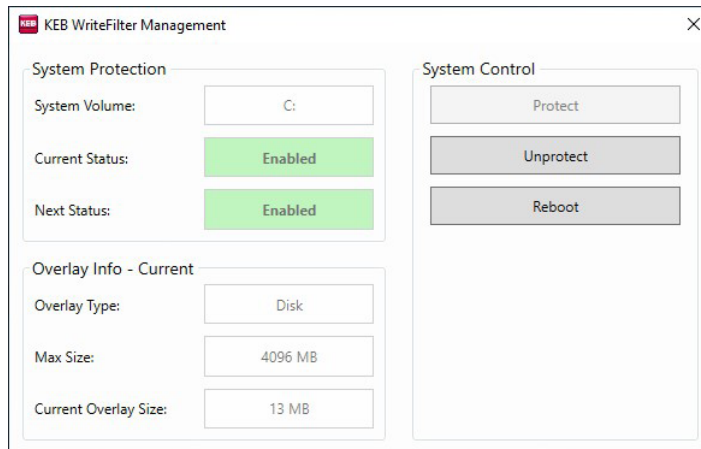 KEB WriteFilter Management
System Protection
System Volume: C:
Current Status: Enabled
Next Status: Enabled
Overlay Info - Current
Overlay Type: Disk
Max Size: 4096 MB
Current Overlay Size: 13 MB
System Control
Protect
Unprotect
Reboot